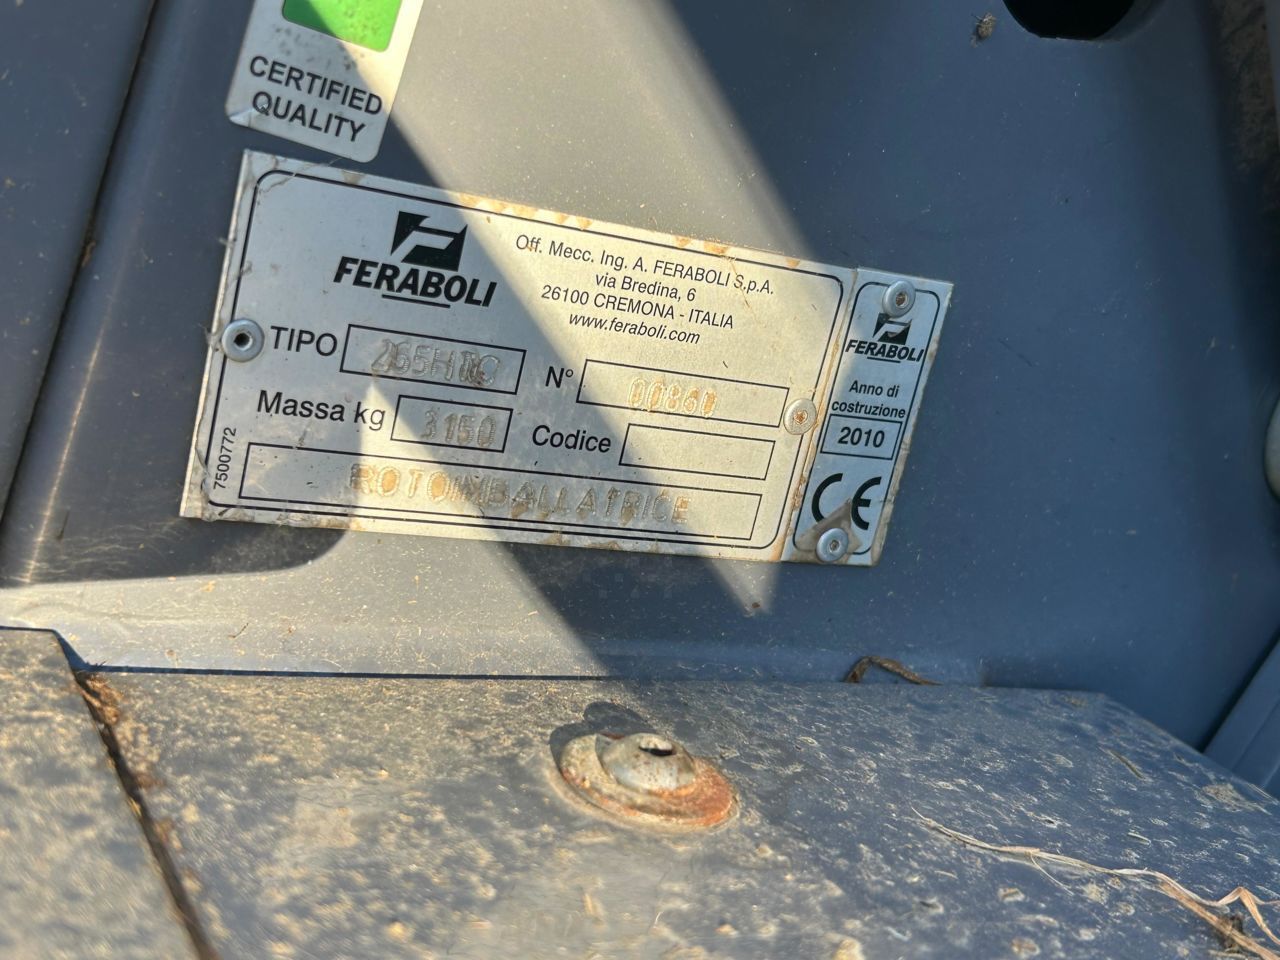 CERTIFIED
QUALITY
FERABOLI
Off. Mecc. Ing. A. FERABOLI S.p.A.
via Bredina, 6
26100 CREMONA - ITALIA
www.feraboli.com
TIPO
N° 00860
Massa kg 3150
Codice
7500772
ROTOIMBALLATRICE
FERABOLI
Anno di
costruzione
2010
CE